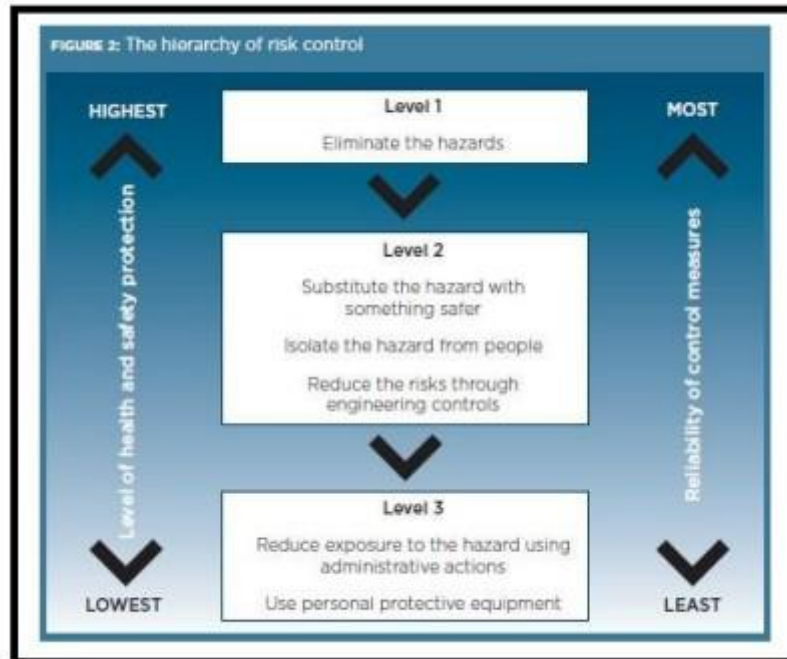 FIGURE 2: The hierarchy of risk control
HIGHEST
Level of health and safety protection
LOWEST
Level 1
Eliminate the hazards
Level 2
Substitute the hazard with
something safer
Isolate the hazard from people
Reduce the risks through
engineering controls
Level 3
Reduce exposure to the hazard using
administrative actions
Use personal protective equipment
MOST
Reliability of control measures
LEAST